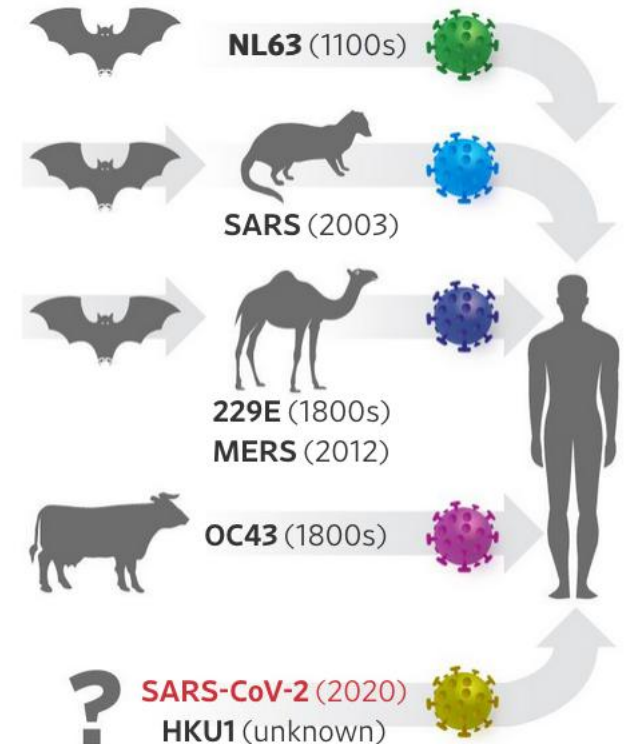 NL63 (1100s)
SARS (2003)
229E (1800s)
MERS (2012)
OC43 (1800s)
? SARS-CoV-2 (2020)
HKU1 (unknown)